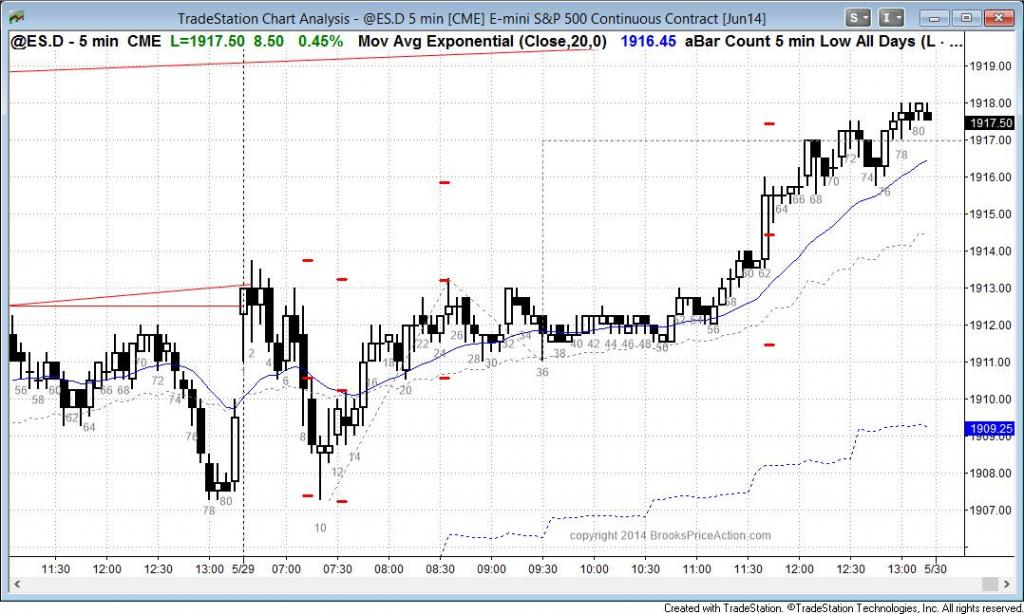 TradeStation Chart Analysis - @ES.D 5 min [CME] E-mini S&P 500 Continuous Contract [Jun14]
S I
@ES.D - 5 min CME L=1917.50 8.50 0.45% Mov Avg Exponential (Close,20,0) 1916.45 aBar Count 5 min Low All Days (L - ...
1919.00
1918.00
1917.50
1917.00
1916.00
1915.00
1914.00
1913.00
1912.00
1911.00
1910.00
1909.25
1909.00
1908.00
1907.00
56 58 60 62 64 66 68 70 72 74 76 78 80
2 4 6 8 10 12 14 16 18 20 22 24 26 28 30 32 34 36 38 40 42 44 46 48 50 52 54 56 58 60 62 64 66 68 70 72 74 76 78 80
copyright 2014 BrooksPriceAction.com
11:30 12:00 12:30 13:00 5/29 07:00 07:30 08:00 08:30 09:00 09:30 10:00 10:30 11:00 11:30 12:00 12:30 13:00 5/30
Created with TradeStation. ©TradeStation Technologies, Inc. All rights reserved.